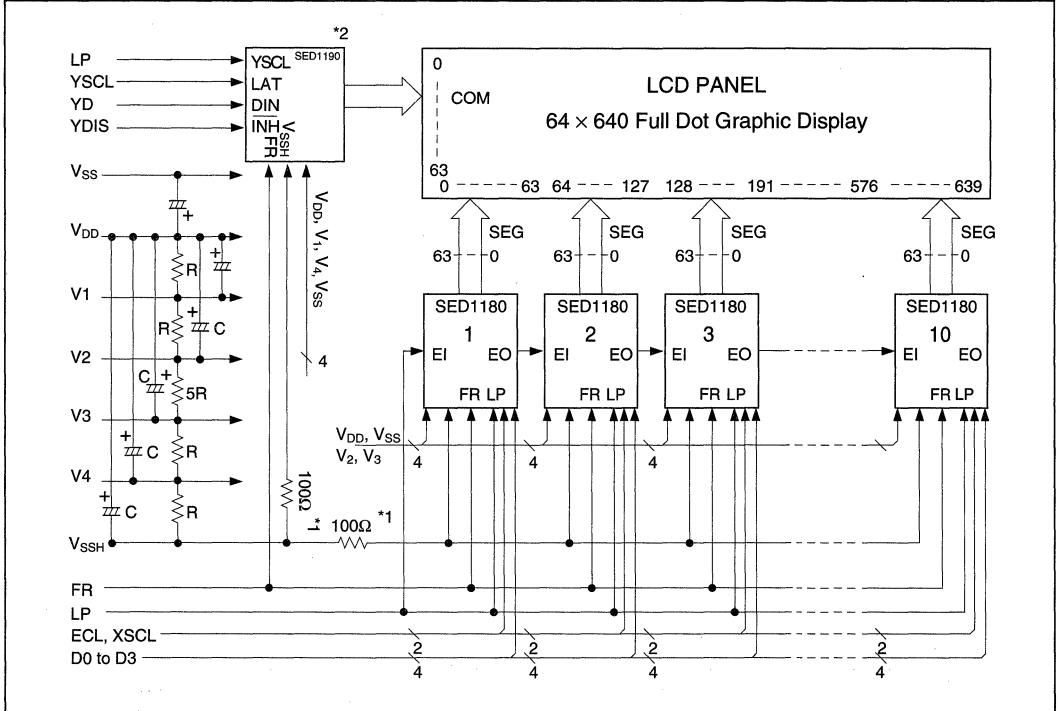 *2
LP
YSCL
YD
YDIS
YSCL SED1190
LAT
DIN
INH
FR
VSSH
0
COM
63
LCD PANEL
64 × 640 Full Dot Graphic Display
0 63 64 127 128 191 576 639
VSS
VDD
V1
V2
V3
V4
VSSH
+
+
R
R
+
C
C
+
5R
+
C
R
+
C
R
VDD, V1, V4, VSS
4
100Ω
*1
100Ω
*1
SEG
63 0
SEG
63 0
SEG
63 0
SED1180
1
EI EO
FR LP
SED1180
2
EI EO
FR LP
SED1180
3
EI EO
FR LP
SED1180
10
EI EO
FR LP
VDD, VSS
V2, V3
4
4
4
FR
LP
ECL, XSCL
2
2
2
2
D0 to D3
4
4
4
4